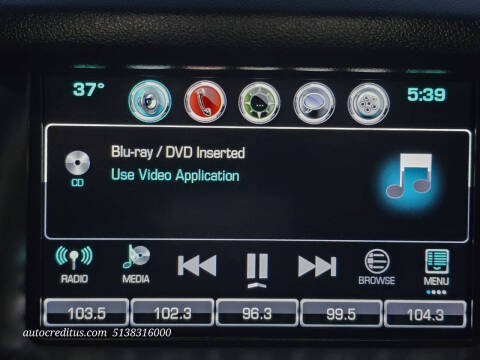 37° 5:39
Blu-ray / DVD Inserted
CD Use Video Application
RADIO MEDIA BROWSE MENU
103.5 102.3 96.3 99.5 104.3
autocreditus.com 5138316000